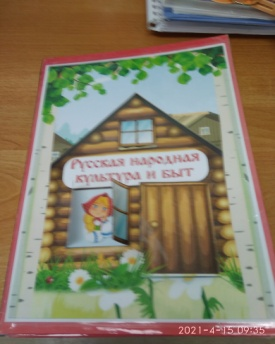 Русская народная
культура и быт
2021-4-15 09:35